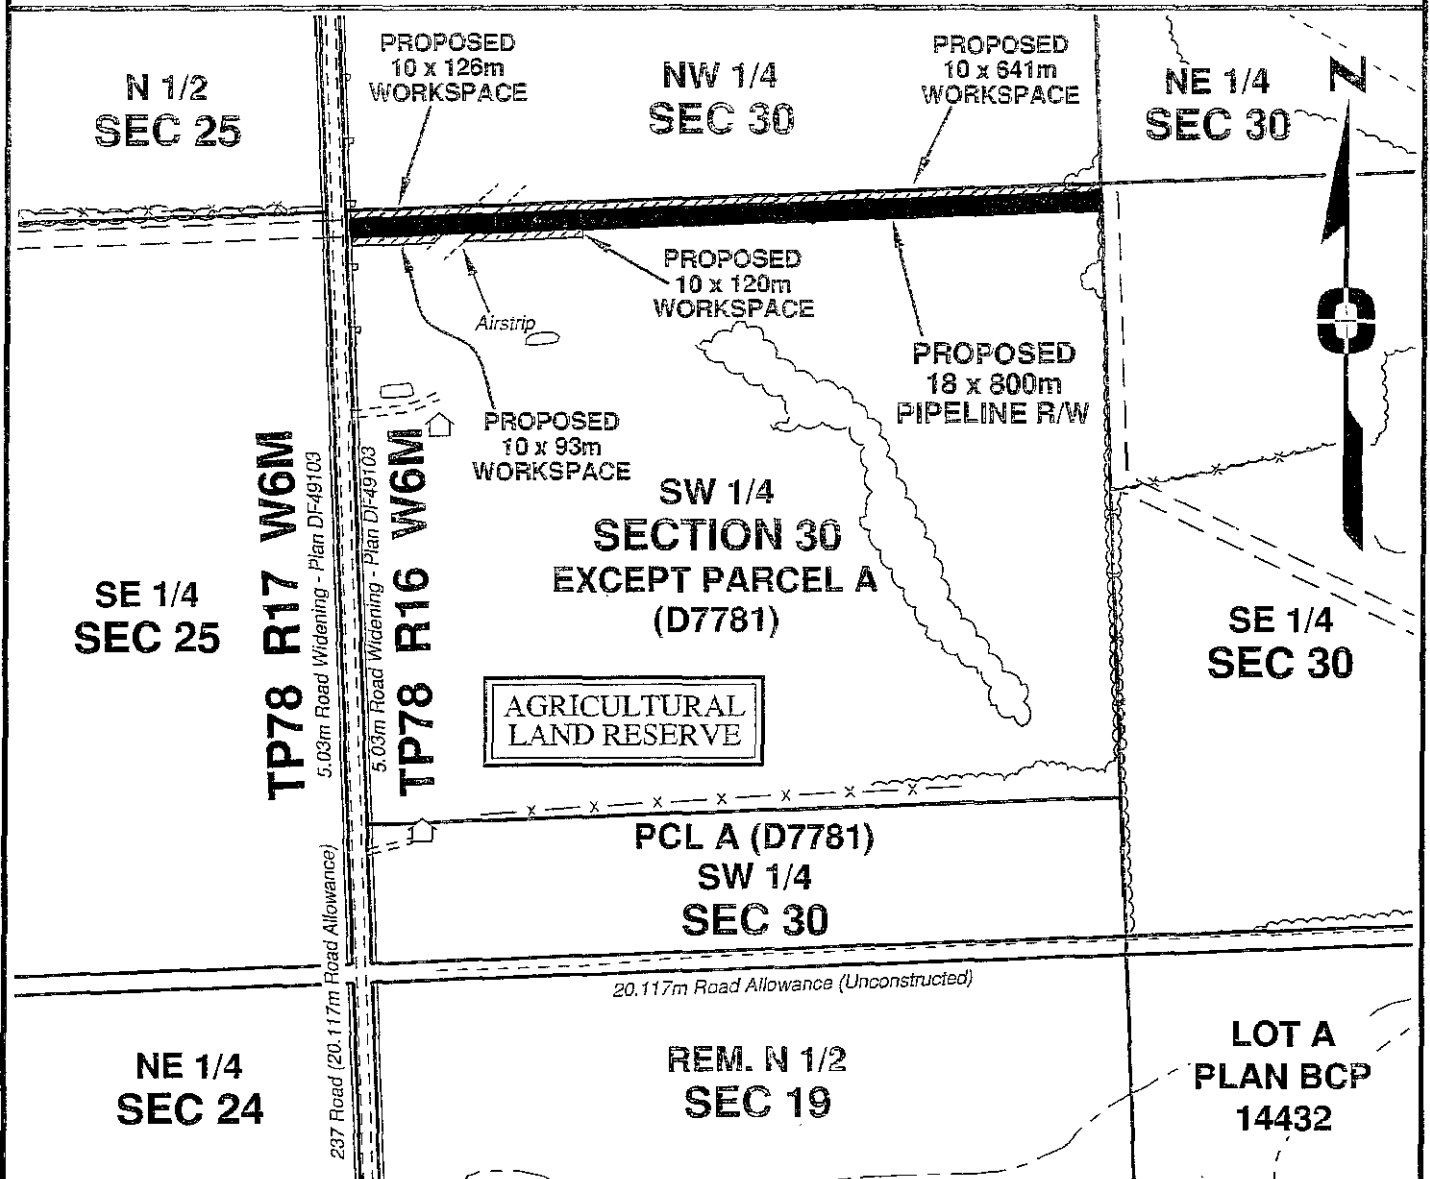 PROPOSED
10 x 126m
WORKSPACE
PROPOSED
10 x 641m
WORKSPACE
N 1/2
SEC 25
NW 1/4
SEC 30
NE 1/4
SEC 30
N
PROPOSED
10 x 120m
WORKSPACE
Airstrip
PROPOSED
18 x 800m
PIPELINE R/W
PROPOSED
10 x 93m
WORKSPACE
SW 1/4
SECTION 30
EXCEPT PARCEL A
(D7781)
TP78 R17 W6M
5.03m Road Widening - Plan DF49103
5.03m Road Widening - Plan DF49103
TP78 R16 W6M
SE 1/4
SEC 25
SE 1/4
SEC 30
AGRICULTURAL
LAND RESERVE
PCL A (D7781)
SW 1/4
SEC 30
237 Road (20.117m Road Allowance)
20.117m Road Allowance (Unconstructed)
NE 1/4
SEC 24
REM. N 1/2
SEC 19
LOT A
PLAN BCP
14432